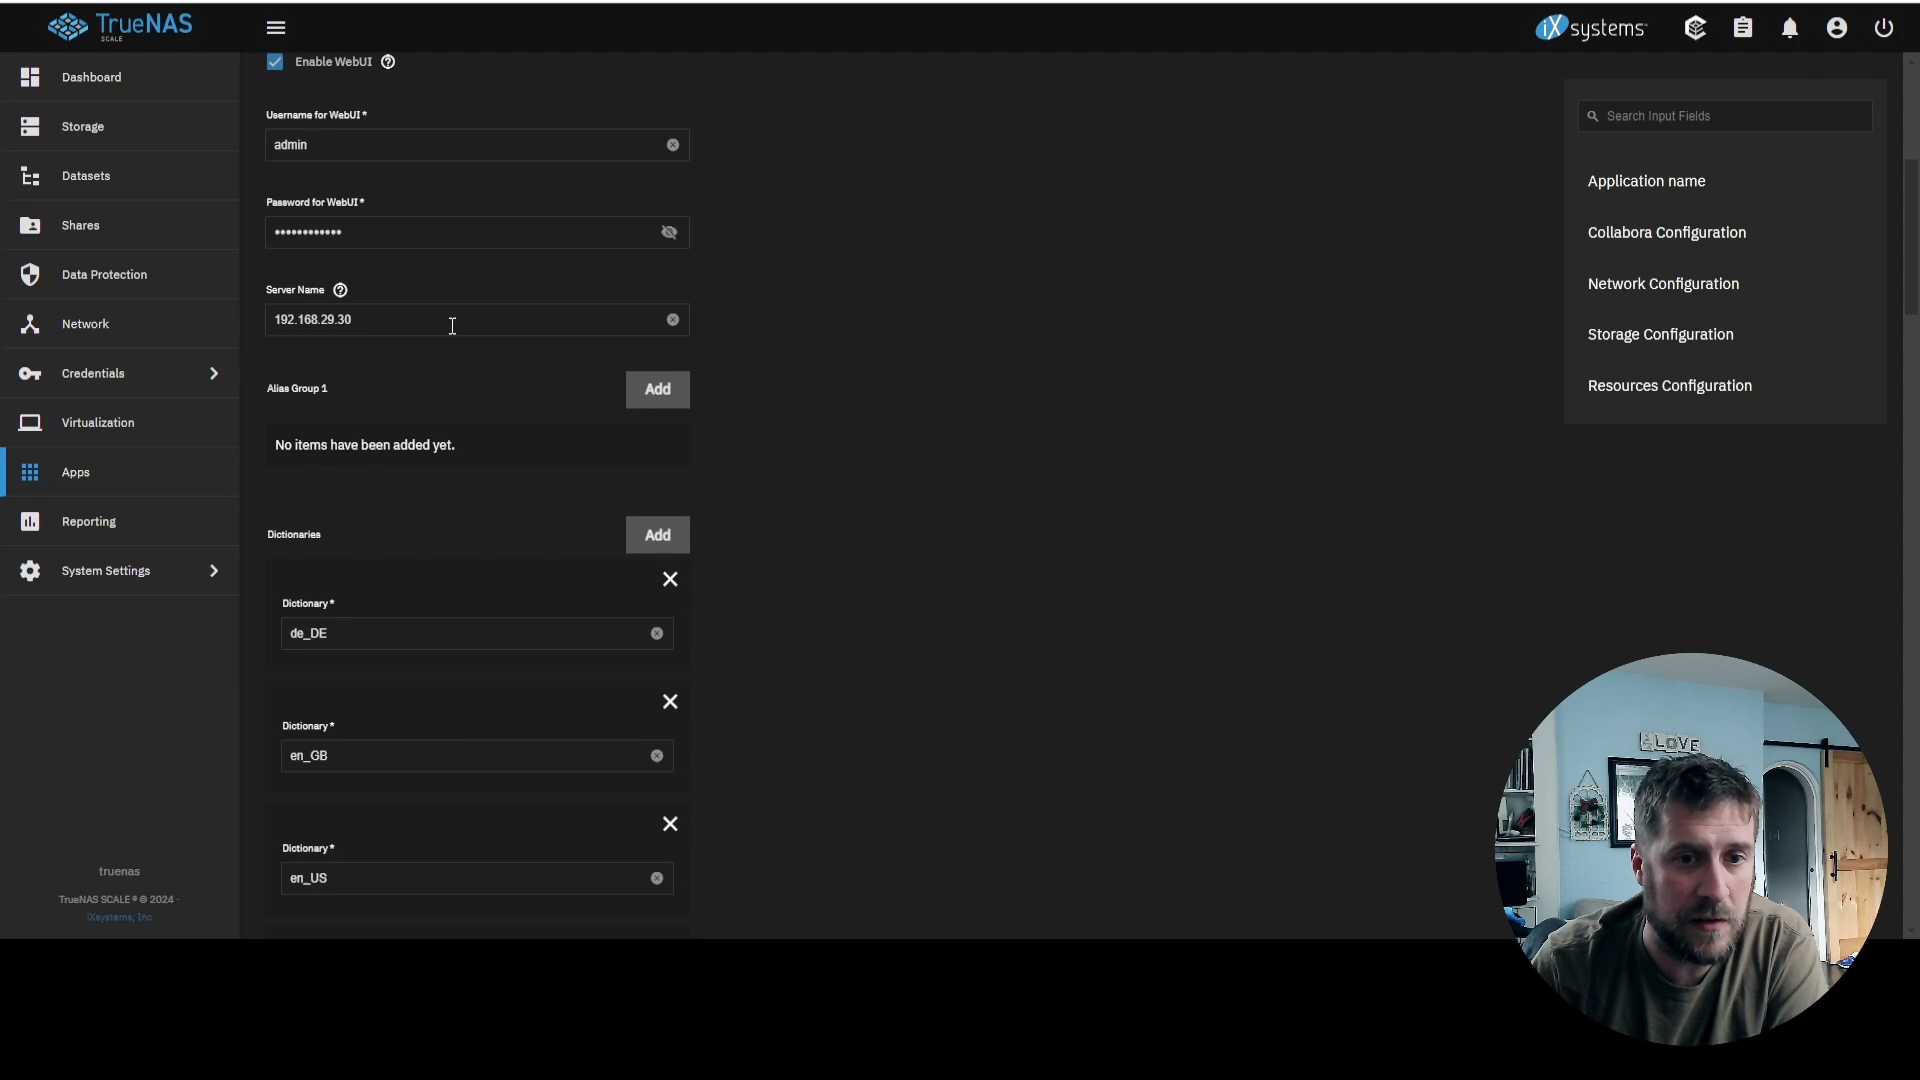 TrueNAS
SCALE
iXsystems
Dashboard
Storage
Datasets
Shares
Data Protection
Network
Credentials
Virtualization
Apps
Reporting
System Settings
truenas
TrueNAS SCALE ® © 2024 -
iXsystems, Inc
Enable WebUI
Username for WebUI *
admin
Password for WebUI *
••••••••••••
Server Name
192.168.29.30
Alias Group 1
Add
No items have been added yet.
Dictionaries
Add
Dictionary *
de_DE
Dictionary *
en_GB
Dictionary *
en_US
Search Input Fields
Application name
Collabora Configuration
Network Configuration
Storage Configuration
Resources Configuration
LOVE